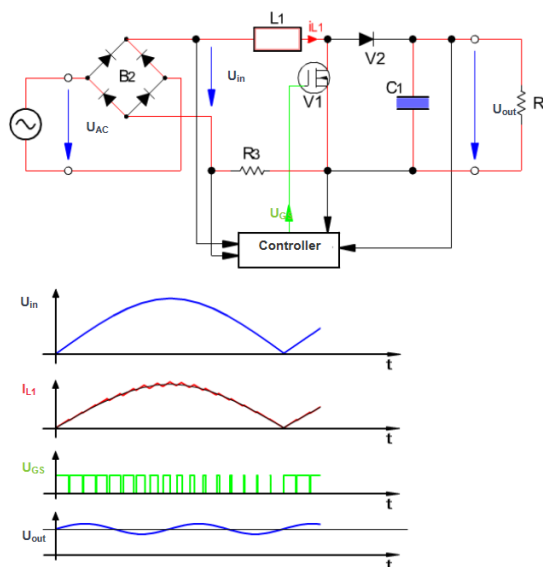 L1
iL1
B2
V2
Uin
V1
C1
R
UAC
Uout
R3
UG
Controller
Uin
t
IL1
t
UGS
t
Uout
t